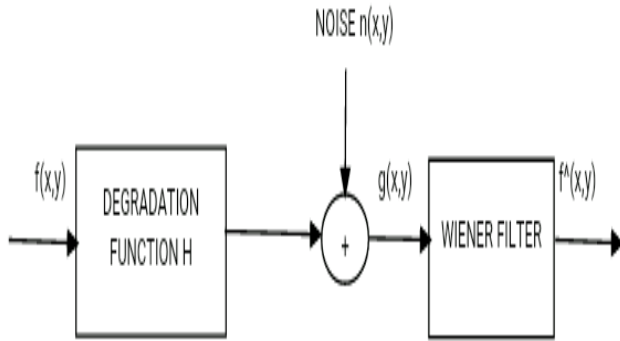 NOISE n(x,y)
f(x,y)
DEGRADATION
FUNCTION H
+
g(x,y)
WIENER FILTER
f^(x,y)